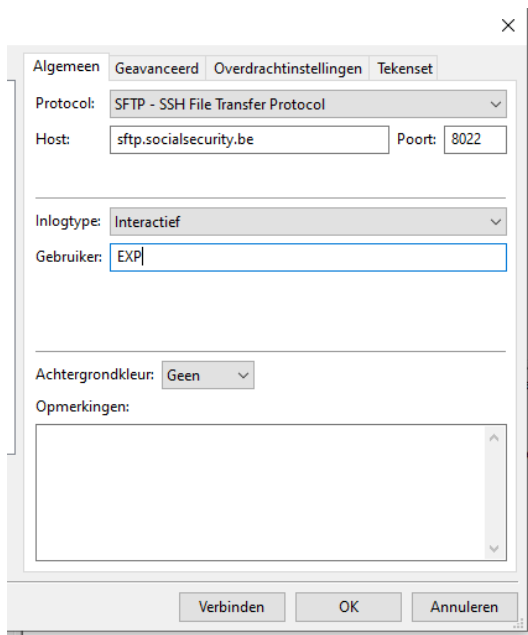 Algemeen Geavanceerd Overdrachtinstellingen Tekenset
Protocol: SFTP - SSH File Transfer Protocol
Host: sftp.socialsecurity.be Poort: 8022
Inlogtype: Interactief
Gebruiker: EXP
Achtergrondkleur: Geen
Opmerkingen:
Verbinden OK Annuleren